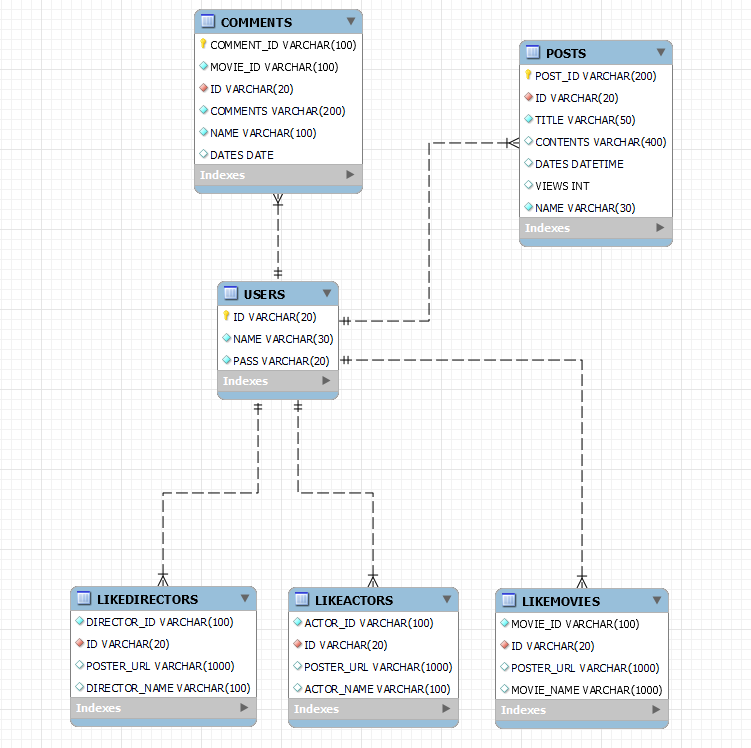 COMMENTS
COMMENT_ID VARCHAR(100)
MOVIE_ID VARCHAR(100)
ID VARCHAR(20)
COMMENTS VARCHAR(200)
NAME VARCHAR(100)
DATES DATE
Indexes
POSTS
POST_ID VARCHAR(200)
ID VARCHAR(20)
TITLE VARCHAR(50)
CONTENTS VARCHAR(400)
DATES DATETIME
VIEWS INT
NAME VARCHAR(30)
Indexes
USERS
ID VARCHAR(20)
NAME VARCHAR(30)
PASS VARCHAR(20)
Indexes
LIKEDIRECTORS
DIRECTOR_ID VARCHAR(100)
ID VARCHAR(20)
POSTER_URL VARCHAR(1000)
DIRECTOR_NAME VARCHAR(100)
Indexes
LIKEACTORS
ACTOR_ID VARCHAR(100)
ID VARCHAR(20)
POSTER_URL VARCHAR(1000)
ACTOR_NAME VARCHAR(100)
Indexes
LIKEMOVIES
MOVIE_ID VARCHAR(100)
ID VARCHAR(20)
POSTER_URL VARCHAR(1000)
MOVIE_NAME VARCHAR(1000)
Indexes